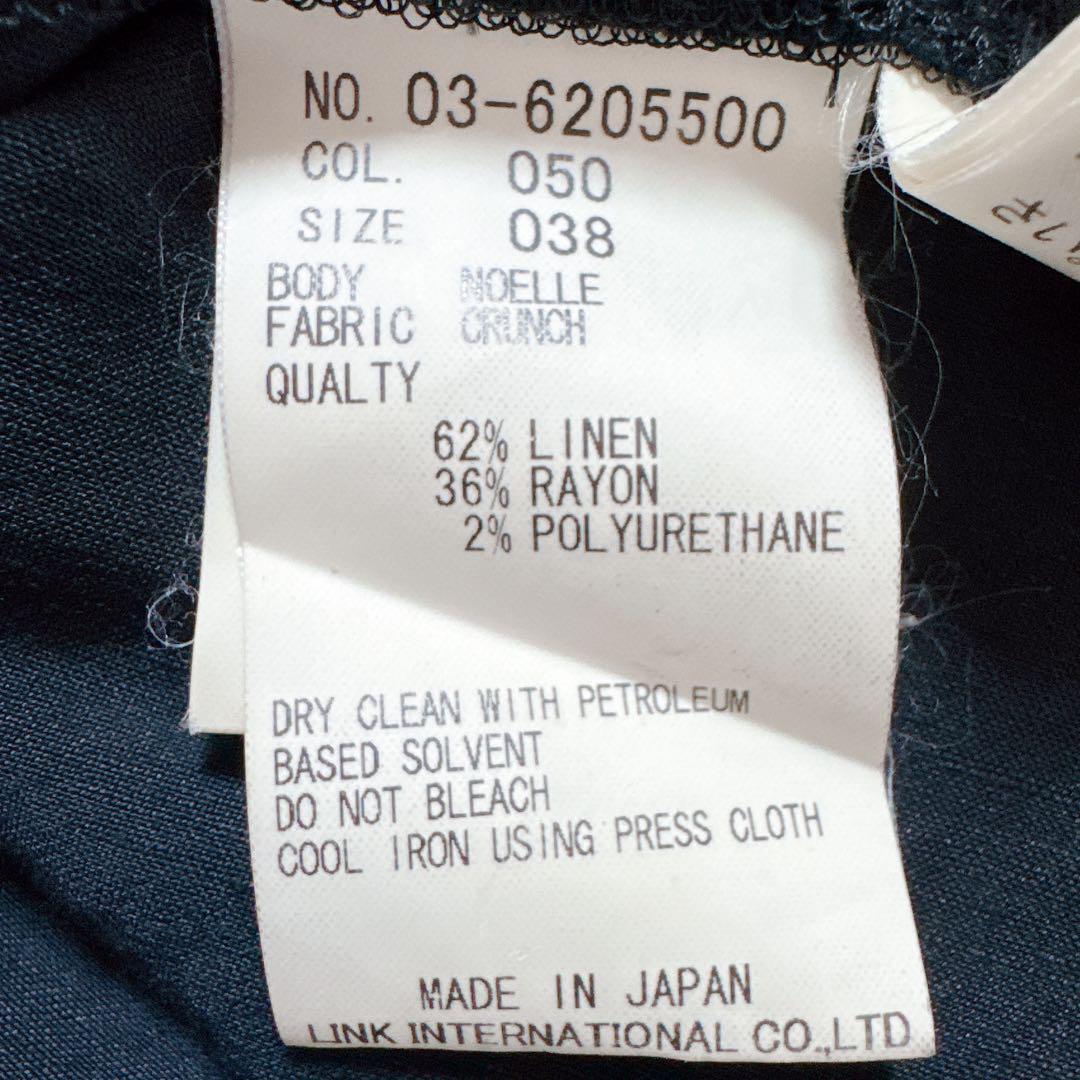 NO. 03-6205500
COL. 050
SIZE 038
BODY NOELLE
FABRIC CRUNCH
QUALTY
62% LINEN
36% RAYON
2% POLYURETHANE
DRY CLEAN WITH PETROLEUM
BASED SOLVENT
DO NOT BLEACH
COOL IRON USING PRESS CLOTH
MADE IN JAPAN
LINK INTERNATIONAL CO.,LTD